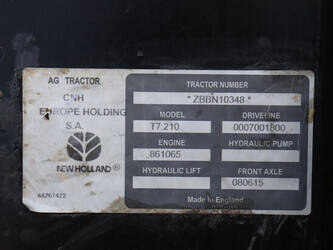 AG TRACTOR
CNH
EUROPE HOLDING
S.A.
NEW HOLLAND®
84267422
TRACTOR NUMBER
* ZBBN10348 *
MODEL DRIVELINE
T7.210 0007001800
ENGINE HYDRAULIC PUMP
861065
HYDRAULIC LIFT FRONT AXLE
080615
Made in England